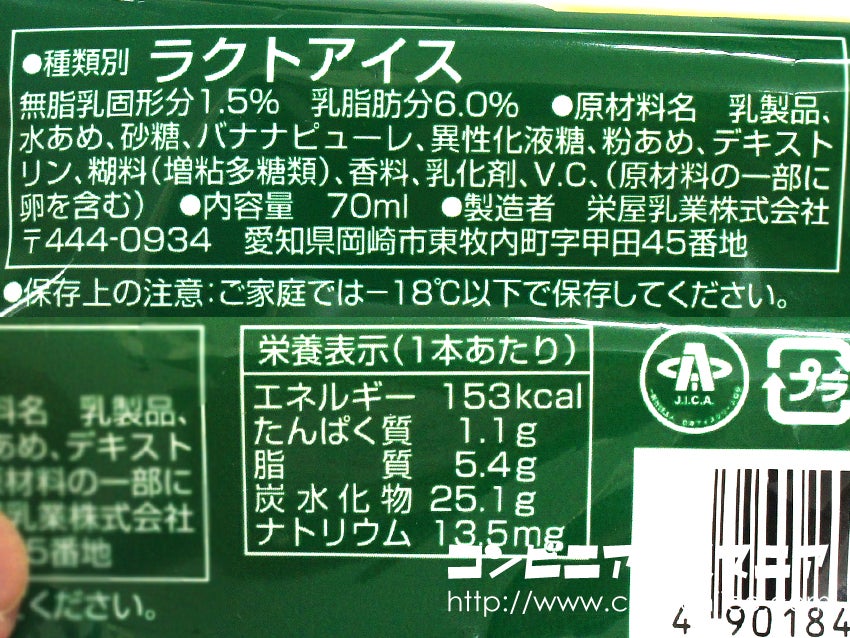 ●種類別 ラクトアイス
無脂乳固形分1.5% 乳脂肪分6.0% ●原材料名 乳製品、
水あめ、砂糖、バナナピューレ、異性化液糖、粉あめ、デキスト
リン、糊料(増粘多糖類)、香料、乳化剤、V.C.、(原材料の一部に
卵を含む) ●内容量 70ml ●製造者 栄屋乳業株式会社
〒444-0934 愛知県岡崎市東牧内町字甲田45番地
●保存上の注意:ご家庭では-18℃以下で保存してください。
料名 乳製品、
あめ、デキスト
材料の一部に
乳業株式会社
5番地
ください。
栄養表示(1本あたり)
エネルギー 153kcal
たんぱく質 1.1g
脂質 5.4g
炭水化物 25.1g
ナトリウム 13.5mg
J.I.C.A.
プラ
コンビニ
http://www.c
4 90184